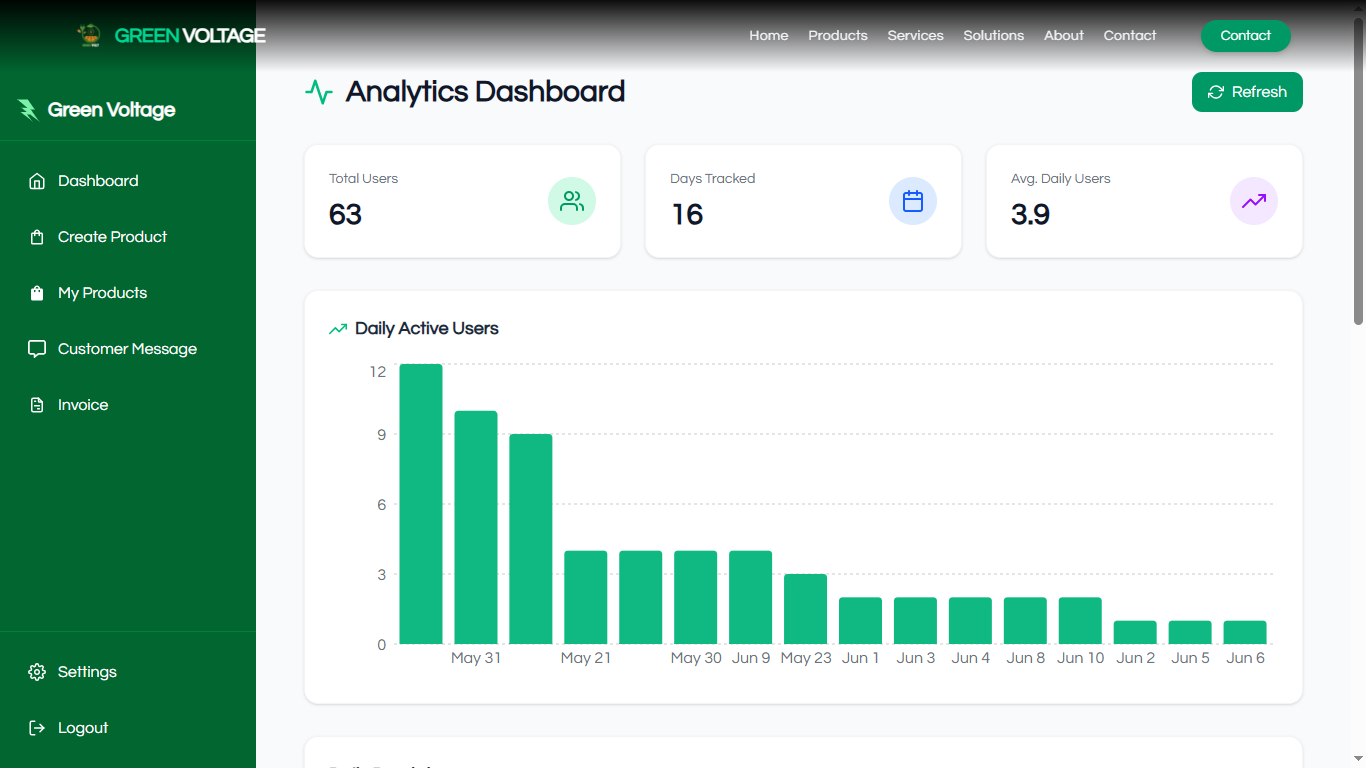 GREEN VOLTAGE
Home Products Services Solutions About Contact Contact
Green Voltage
Dashboard
Create Product
My Products
Customer Message
Invoice
Settings
Logout
Analytics Dashboard
Refresh
Total Users
63
Days Tracked
16
Avg. Daily Users
3.9
Daily Active Users
12
9
6
3
0
May 31 May 21 May 30 Jun 9 May 23 Jun 1 Jun 3 Jun 4 Jun 8 Jun 10 Jun 2 Jun 5 Jun 6